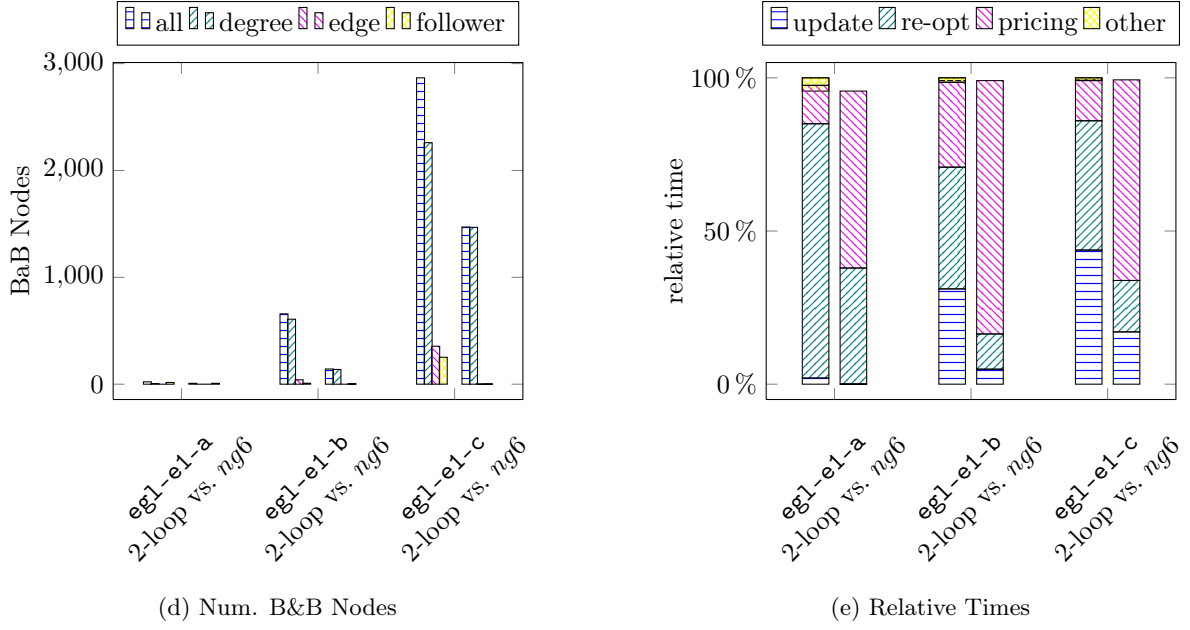 all degree edge follower
3,000
2,000
1,000
0
BaB Nodes
egl-e1-a
2-loop vs. ng6
egl-e1-b
2-loop vs. ng6
egl-e1-c
2-loop vs. ng6
(d) Num. B&B Nodes
update re-opt pricing other
100 %
50 %
0 %
relative time
egl-e1-a
2-loop vs. ng6
egl-e1-b
2-loop vs. ng6
egl-e1-c
2-loop vs. ng6
(e) Relative Times